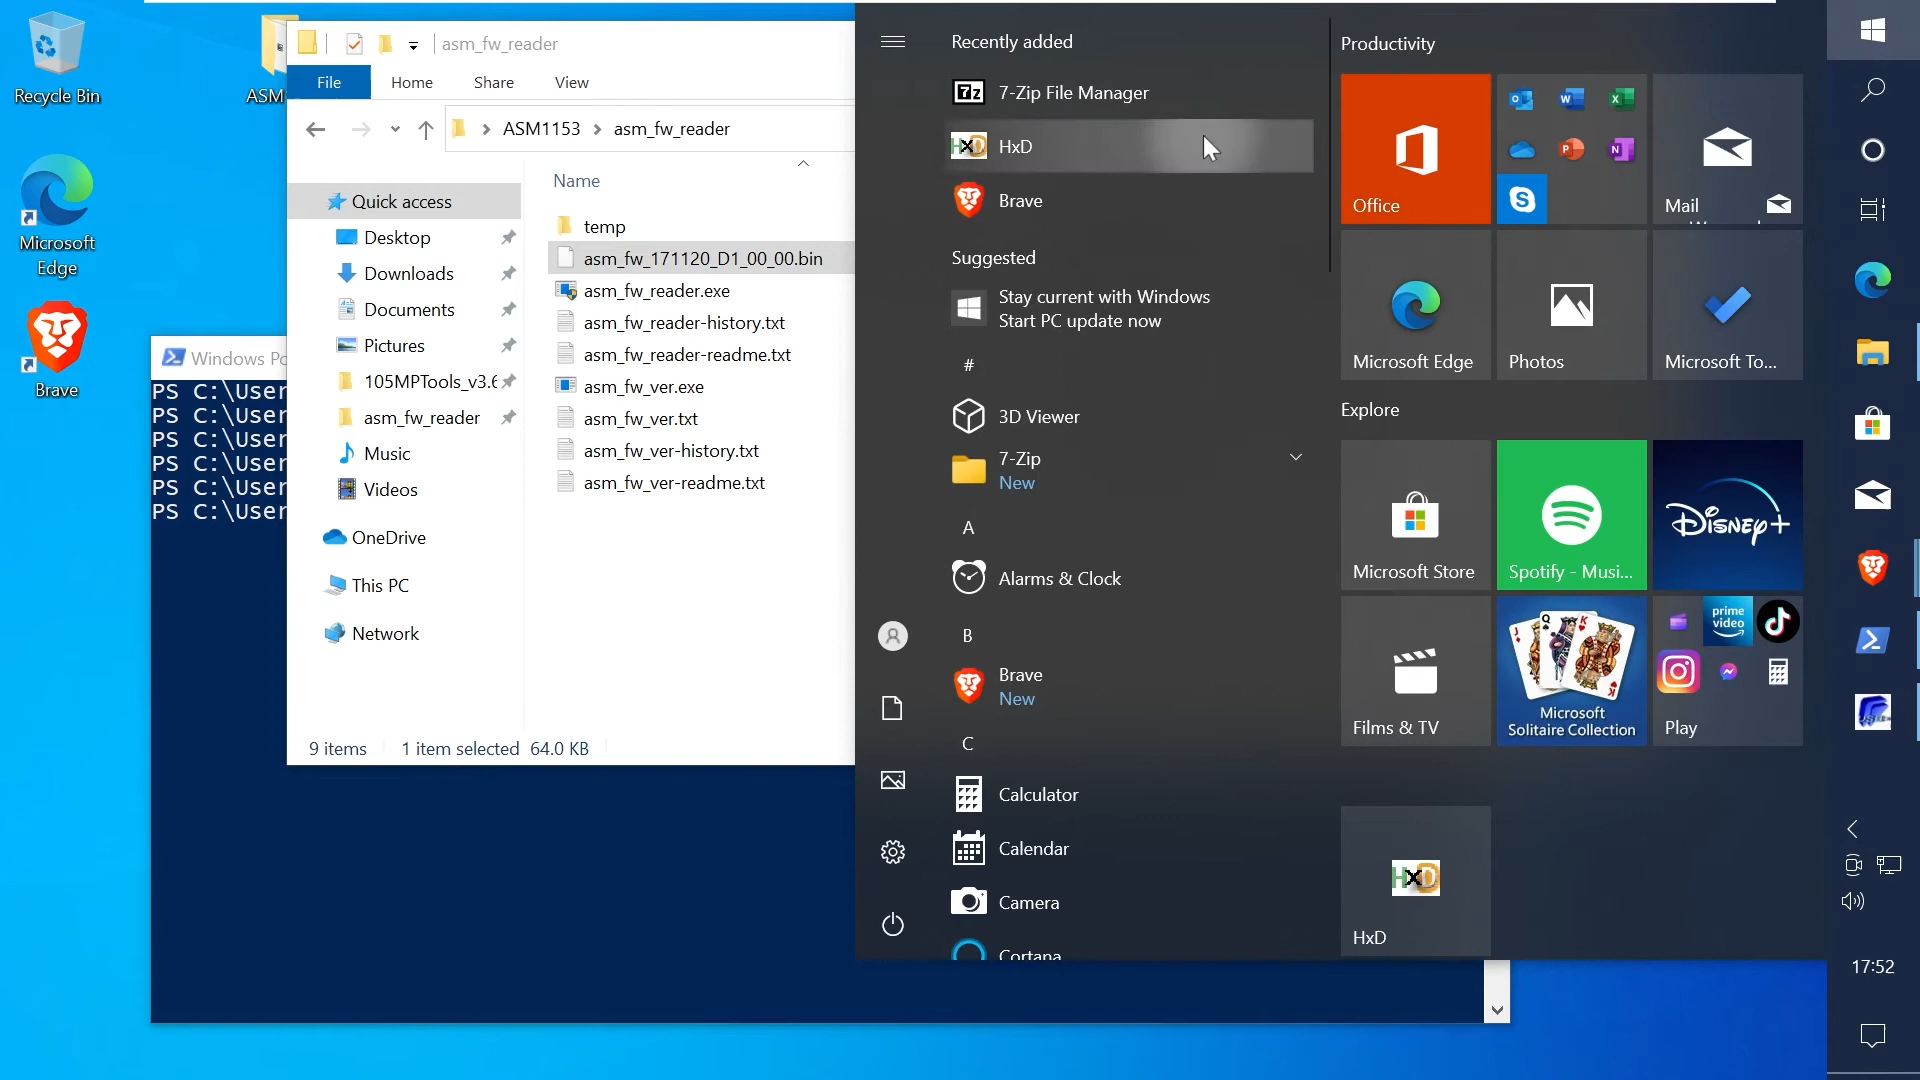 Recycle Bin
ASM
Microsoft
Edge
Brave
Windows Po
PS C:\User
PS C:\User
PS C:\User
PS C:\User
PS C:\User
PS C:\User
asm_fw_reader
File
Home
Share
View
ASM1153
asm_fw_reader
Name
Quick access
Desktop
Downloads
Documents
Pictures
105MPTools_v3.6
asm_fw_reader
Music
Videos
OneDrive
This PC
Network
temp
asm_fw_171120_D1_00_00.bin
asm_fw_reader.exe
asm_fw_reader-history.txt
asm_fw_reader-readme.txt
asm_fw_ver.exe
asm_fw_ver.txt
asm_fw_ver-history.txt
asm_fw_ver-readme.txt
9 items
1 item selected 64.0 KB
Recently added
7z
7-Zip File Manager
HxD
HxD
Brave
Suggested
Stay current with Windows
Start PC update now
#
3D Viewer
7-Zip
New
A
Alarms & Clock
B
Brave
New
C
Calculator
Calendar
Camera
Cortana
Productivity
Office
Mail
Microsoft Edge
Photos
Microsoft To...
Explore
Microsoft Store
Spotify - Musi...
Disney+
Films & TV
Microsoft
Solitaire Collection
prime
video
Play
HxD
HxD
17:52